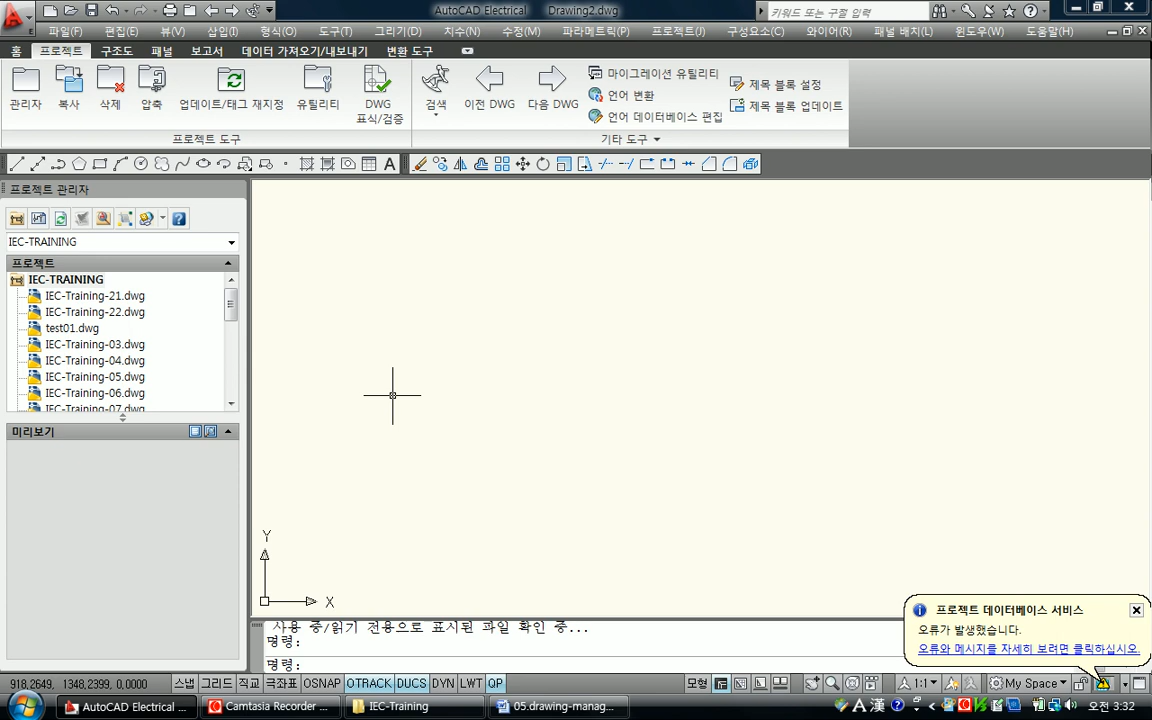 AutoCAD Electrical Drawing2.dwg 키워드 또는 구절 입력
파일(F) 편집(E) 뷰(V) 삽입(I) 형식(O) 도구(T) 그리기(D) 치수(N) 수정(M) 파라메트릭(P) 프로젝트(J) 구성요소(C) 와이어(R) 패널 배치(L) 윈도우(W) 도움말(H)
홈 프로젝트 구조도 패널 보고서 데이터 가져오기/내보내기 변환 도구
관리자 복사 삭제 압축 업데이트/태그 재지정 유틸리티 DWG 표식/검증 검색 이전 DWG 다음 DWG
마이그레이션 유틸리티 제목 블록 설정
언어 변환 제목 블록 업데이트
언어 데이터베이스 편집
프로젝트 도구 기타 도구
프로젝트 관리자
IEC-TRAINING
프로젝트
IEC-TRAINING
IEC-Training-21.dwg
IEC-Training-22.dwg
test01.dwg
IEC-Training-03.dwg
IEC-Training-04.dwg
IEC-Training-05.dwg
IEC-Training-06.dwg
IEC-Training-07.dwg
미리보기
Y
X
사용 중/읽기 전용으로 표시된 파일 확인 중...
명령:
명령:
프로젝트 데이터베이스 서비스
오류가 발생했습니다.
오류와 메시지를 자세히 보려면 클릭하십시오.
918,2649, 1348,2399, 0,0000 스냅 그리드 직교 극좌표 OSNAP OTRACK DUCS DYN LWT QP 모형 1:1 My Space
AutoCAD Electrical ... Camtasia Recorder ... IEC-Training 05.drawing-manag... A 漢 오전 3:32